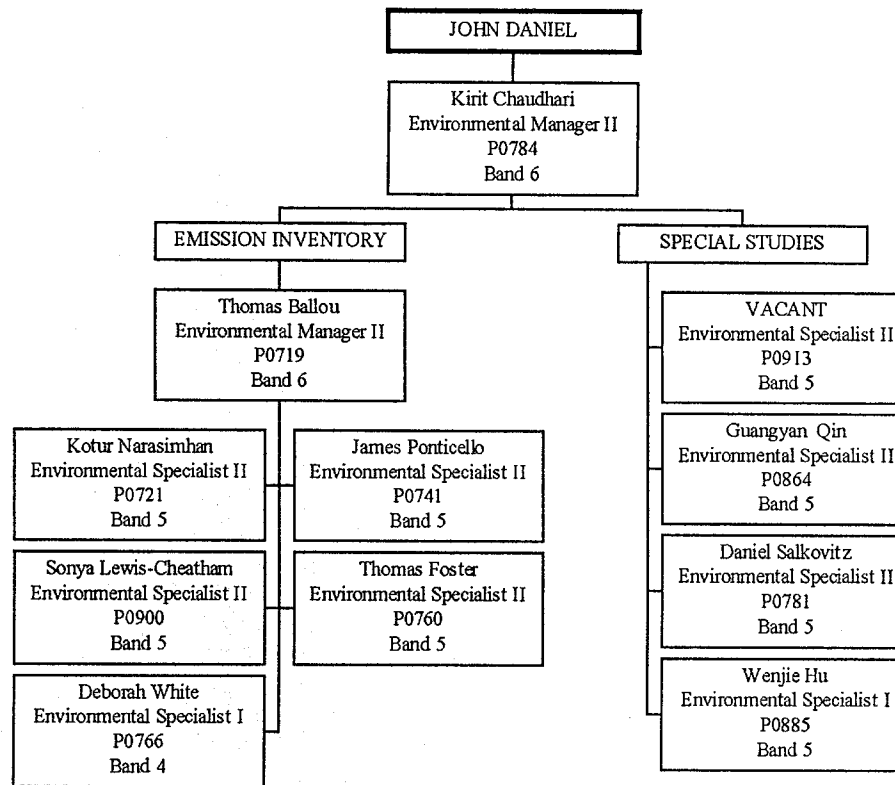 JOHN DANIEL
Kirit Chaudhari
Environmental Manager II
P0784
Band 6
EMISSION INVENTORY
Thomas Ballou
Environmental Manager II
P0719
Band 6
Kotur Narasimhan
Environmental Specialist II
P0721
Band 5
James Ponticello
Environmental Specialist II
P0741
Band 5
Sonya Lewis-Cheatham
Environmental Specialist II
P0900
Band 5
Thomas Foster
Environmental Specialist II
P0760
Band 5
Deborah White
Environmental Specialist I
P0766
Band 4
SPECIAL STUDIES
VACANT
Environmental Specialist II
P0913
Band 5
Guangyan Qin
Environmental Specialist II
P0864
Band 5
Daniel Salkovitz
Environmental Specialist II
P0781
Band 5
Wenjie Hu
Environmental Specialist I
P0885
Band 5